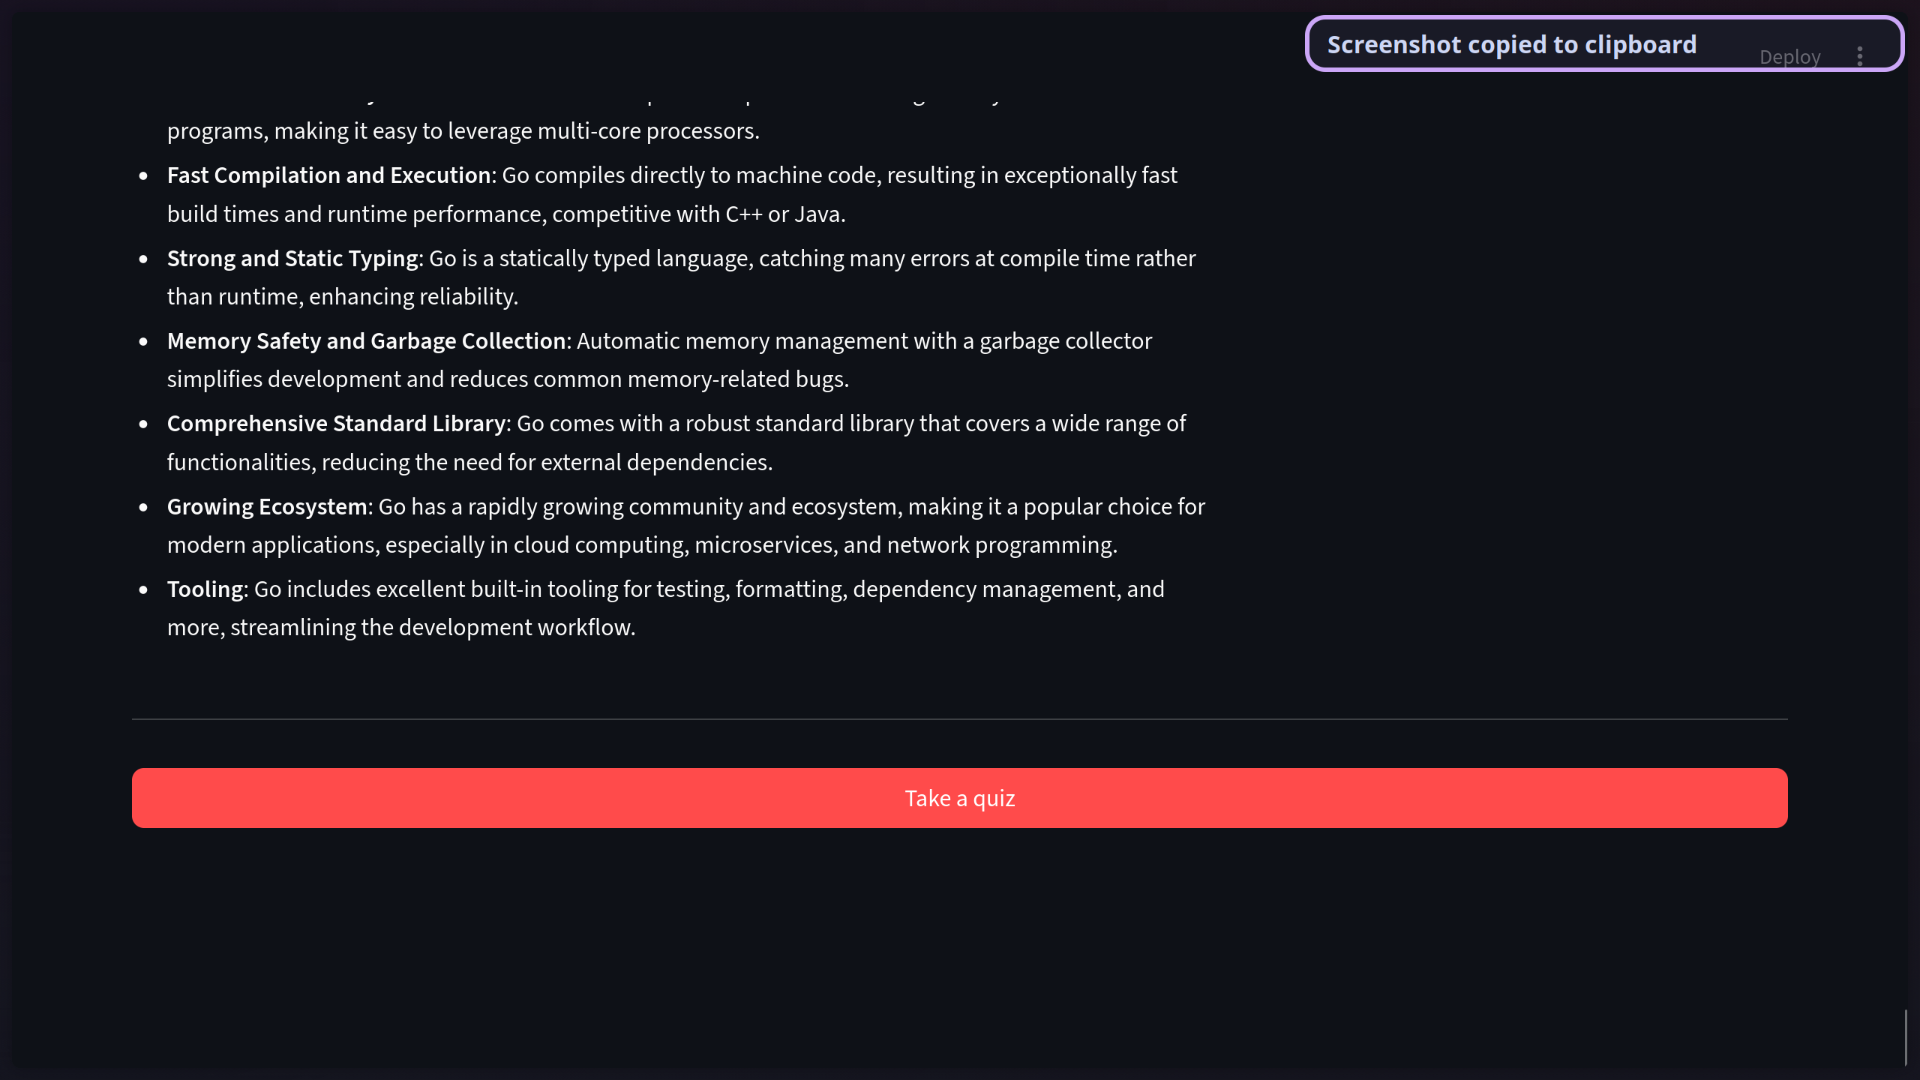 Screenshot copied to clipboard
Deploy
programs, making it easy to leverage multi-core processors.
• Fast Compilation and Execution: Go compiles directly to machine code, resulting in exceptionally fast
build times and runtime performance, competitive with C++ or Java.
• Strong and Static Typing: Go is a statically typed language, catching many errors at compile time rather
than runtime, enhancing reliability.
• Memory Safety and Garbage Collection: Automatic memory management with a garbage collector
simplifies development and reduces common memory-related bugs.
• Comprehensive Standard Library: Go comes with a robust standard library that covers a wide range of
functionalities, reducing the need for external dependencies.
• Growing Ecosystem: Go has a rapidly growing community and ecosystem, making it a popular choice for
modern applications, especially in cloud computing, microservices, and network programming.
• Tooling: Go includes excellent built-in tooling for testing, formatting, dependency management, and
more, streamlining the development workflow.
Take a quiz